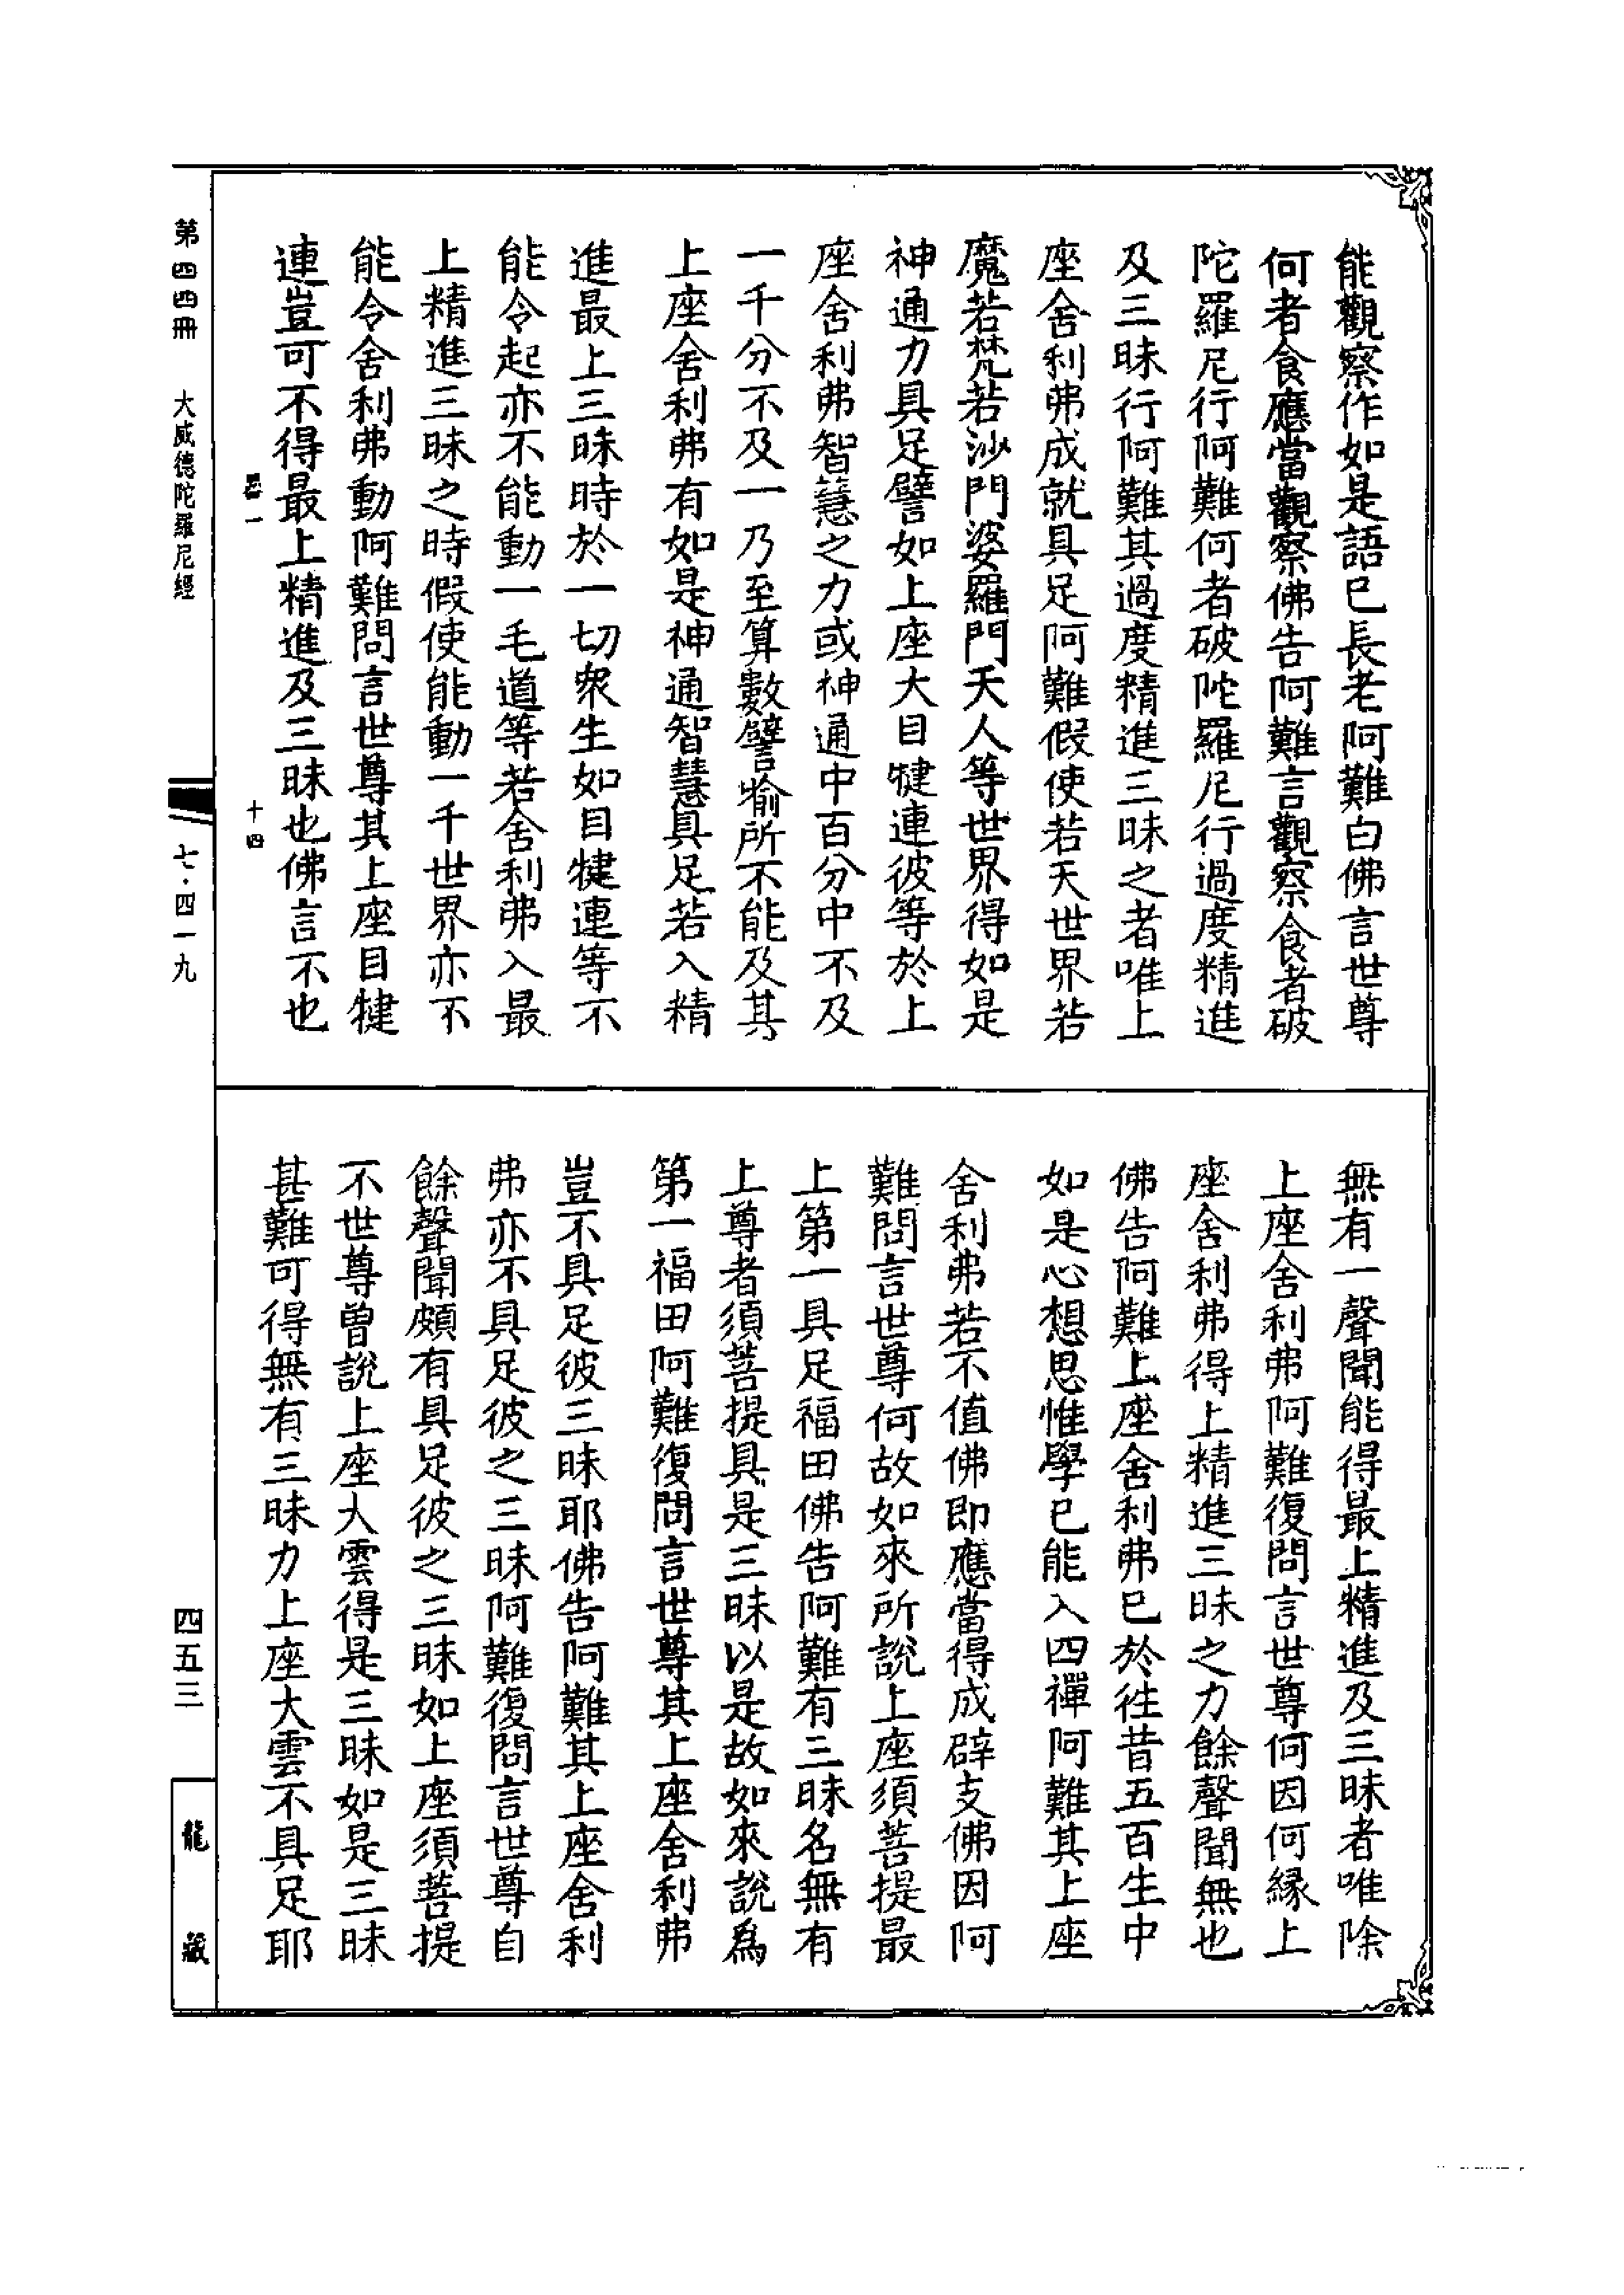 能觀察作如是語已長老阿難白佛言世尊
何者食應當觀察佛告阿難言觀察食者破
陀羅尼行阿難何者破陀羅尼行過度精進
及三昧行阿難其過度精進三昧之者唯上
座舍利弗成就具足阿難假使若天世界若
魔若梵若沙門婆羅門天人等世界得如是
神通力具足譬如上座大目犍連彼等於上
座舍利弗智慧之力或神通中百分中不及
一千分不及一乃至算數譬喻所不能及其
上座舍利弗有如是神通智慧具足若入精
進最上三昧時於一切衆生如目犍連等不
能令起亦不能動一毛道等若舍利弗入最
上精進三昧之時假使能動一千世界亦不
能令舍利弗動阿難問言世尊其上座目犍
連豈可不得最上精進及三昧也佛言不也
十四
無有一聲聞能得最上精進及三昧者唯除
上座舍利弗阿難復問言世尊何因何緣上
座舍利弗得上精進三昧之力餘聲聞無也
佛告阿難上座舍利弗已於往昔五百生中
如是心想思惟學已能入四禪阿難其上座
舍利弗若不值佛即應當得成辟支佛因阿
難問言世尊何故如來所說上座須菩提最
上第一具足福田佛告阿難有三昧名無有
上尊者須菩提具是三昧以是故如來說爲
第一福田阿難復問言世尊其上座舍利弗
豈不具足彼三昧耶佛告阿難其上座舍利
弗亦不具足彼之三昧阿難復問言世尊自
餘聲聞頗有具足彼之三昧如上座須菩提
不世尊曾說上座大雲得是三昧如是三昧
甚難可得無有三昧力上座大雲不具足耶
第四四冊 大威德陀羅尼經
七·四一九
四五三
龍藏